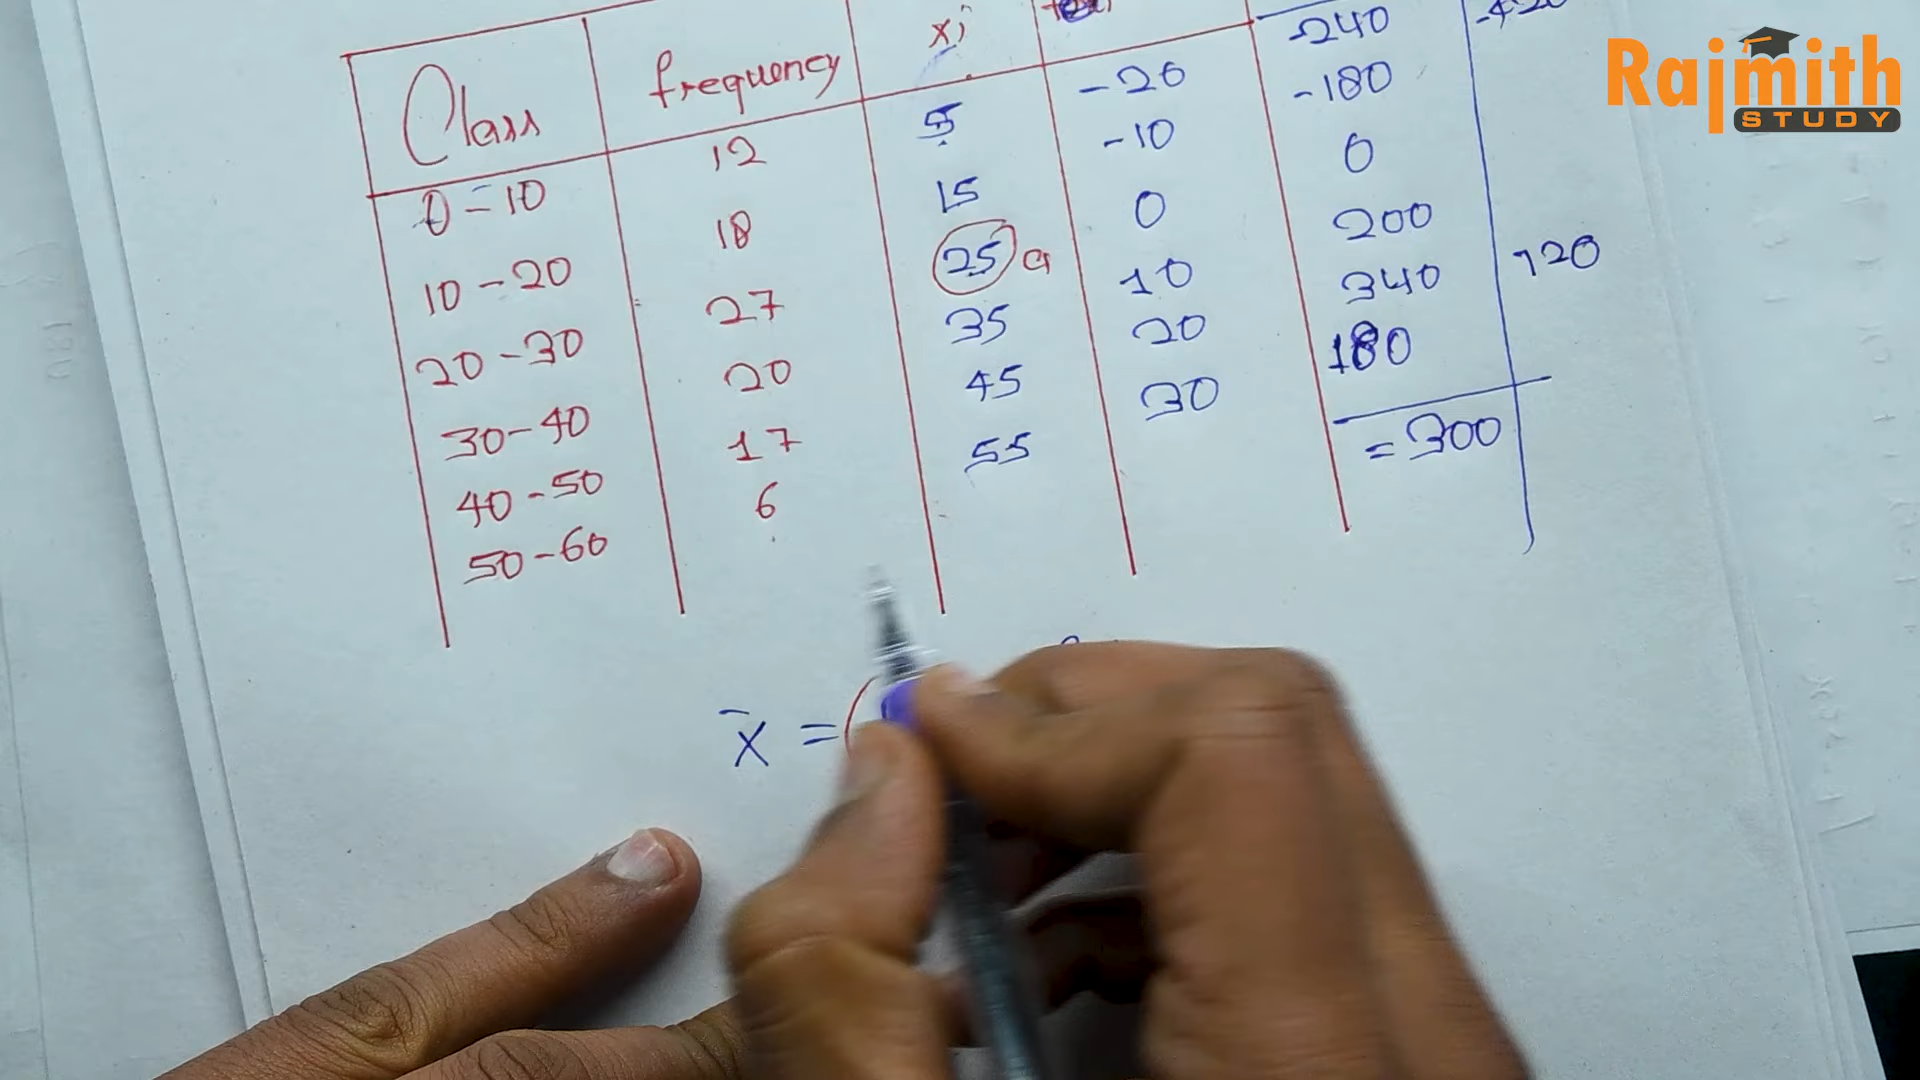 Rajmith
STUDY
Class frequency xi
0-10 12 5 -20 -240
10-20 18 15 -10 -180
20-30 27 25 a 0 0
30-40 20 35 10 200
40-50 17 45 20 340 720
50-60 6 55 30 180
= 300
x̄ =